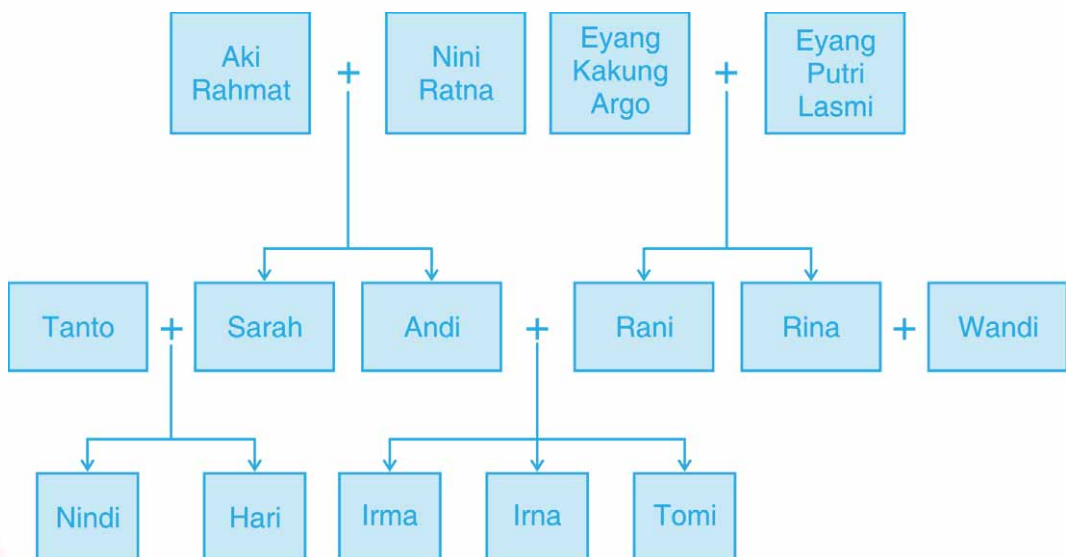 Aki
Rahmat
+
Nini
Ratna
Eyang
Kakung
Argo
+
Eyang
Putri
Lasmi
Tanto
+
Sarah
Andi
+
Rani
Rina
+
Wandi
Nindi
Hari
Irma
Irna
Tomi